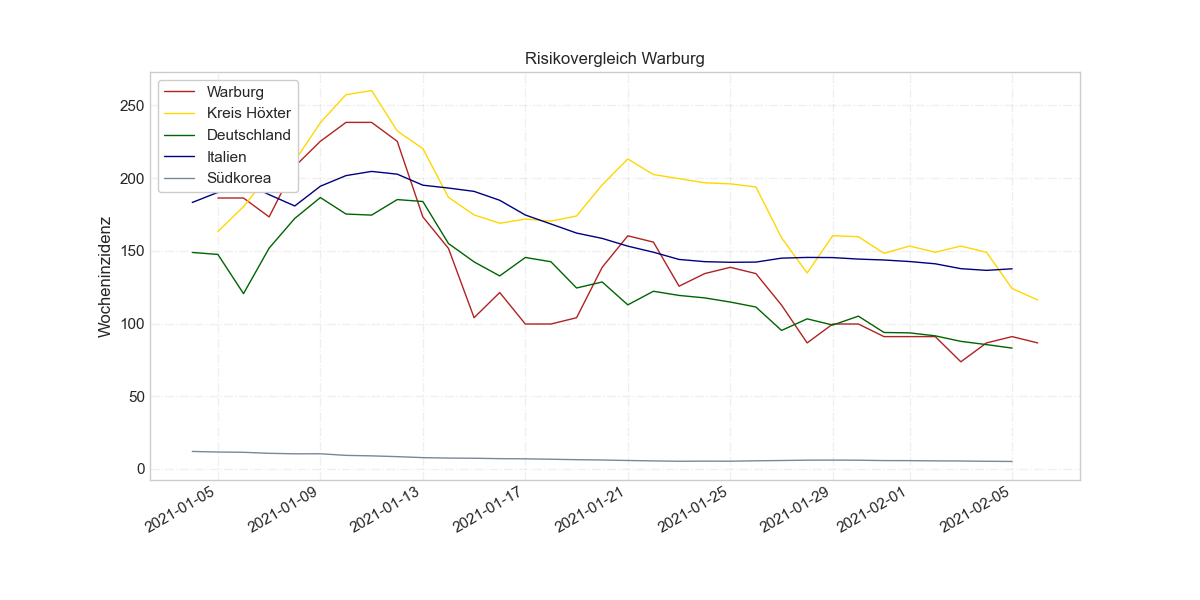 Risikovergleich Warburg
Warburg
Kreis Höxter
Deutschland
Italien
Südkorea
Wocheninzidenz
250
200
150
100
50
0
2021-01-05
2021-01-09
2021-01-13
2021-01-17
2021-01-21
2021-01-25
2021-01-29
2021-02-01
2021-02-05